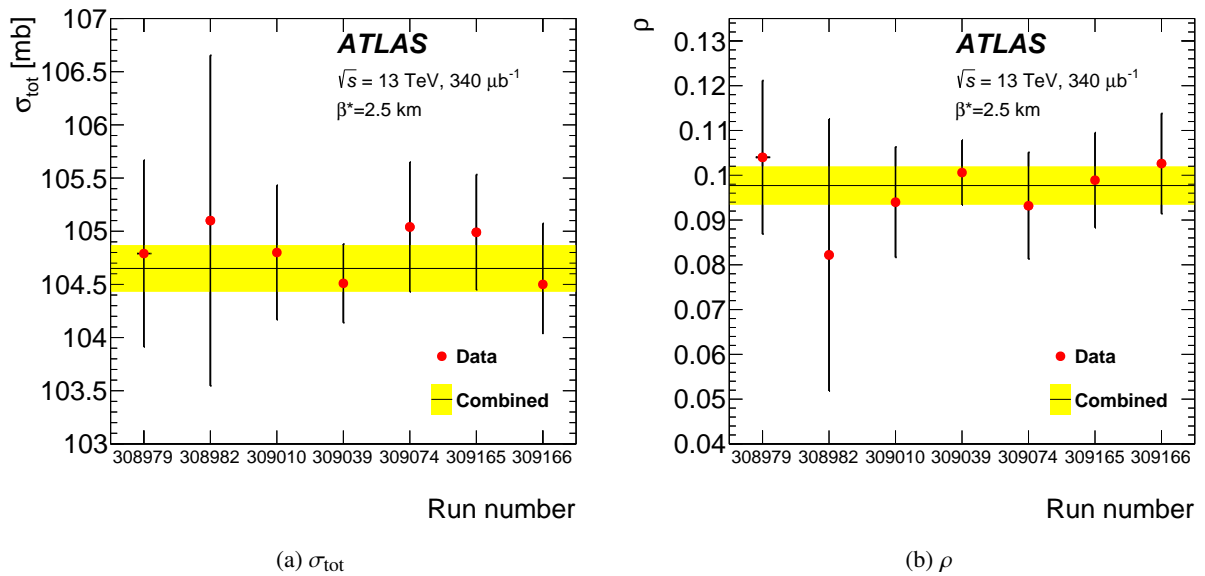 σtot [mb]
107
106.5
106
105.5
105
104.5
104
103.5
103
ATLAS
√s = 13 TeV, 340 μb-1
β*=2.5 km
Data
Combined
308979 308982 309010 309039 309074 309165 309166
Run number
(a) σtot
ρ
0.13
0.12
0.11
0.1
0.09
0.08
0.07
0.06
0.05
0.04
ATLAS
√s = 13 TeV, 340 μb-1
β*=2.5 km
Data
Combined
308979 308982 309010 309039 309074 309165 309166
Run number
(b) ρ